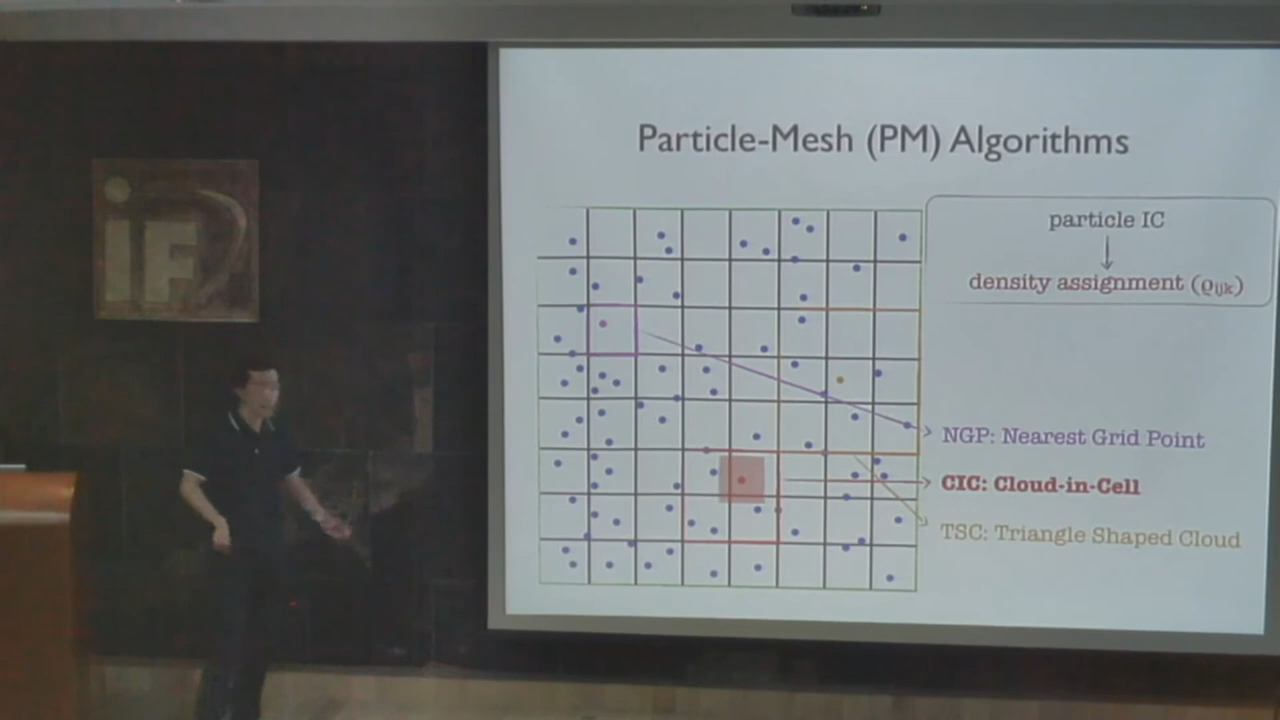 Particle-Mesh (PM) Algorithms
particle IC
density assignment (ϱijk)
NGP: Nearest Grid Point
CIC: Cloud-in-Cell
TSC: Triangle Shaped Cloud
iF